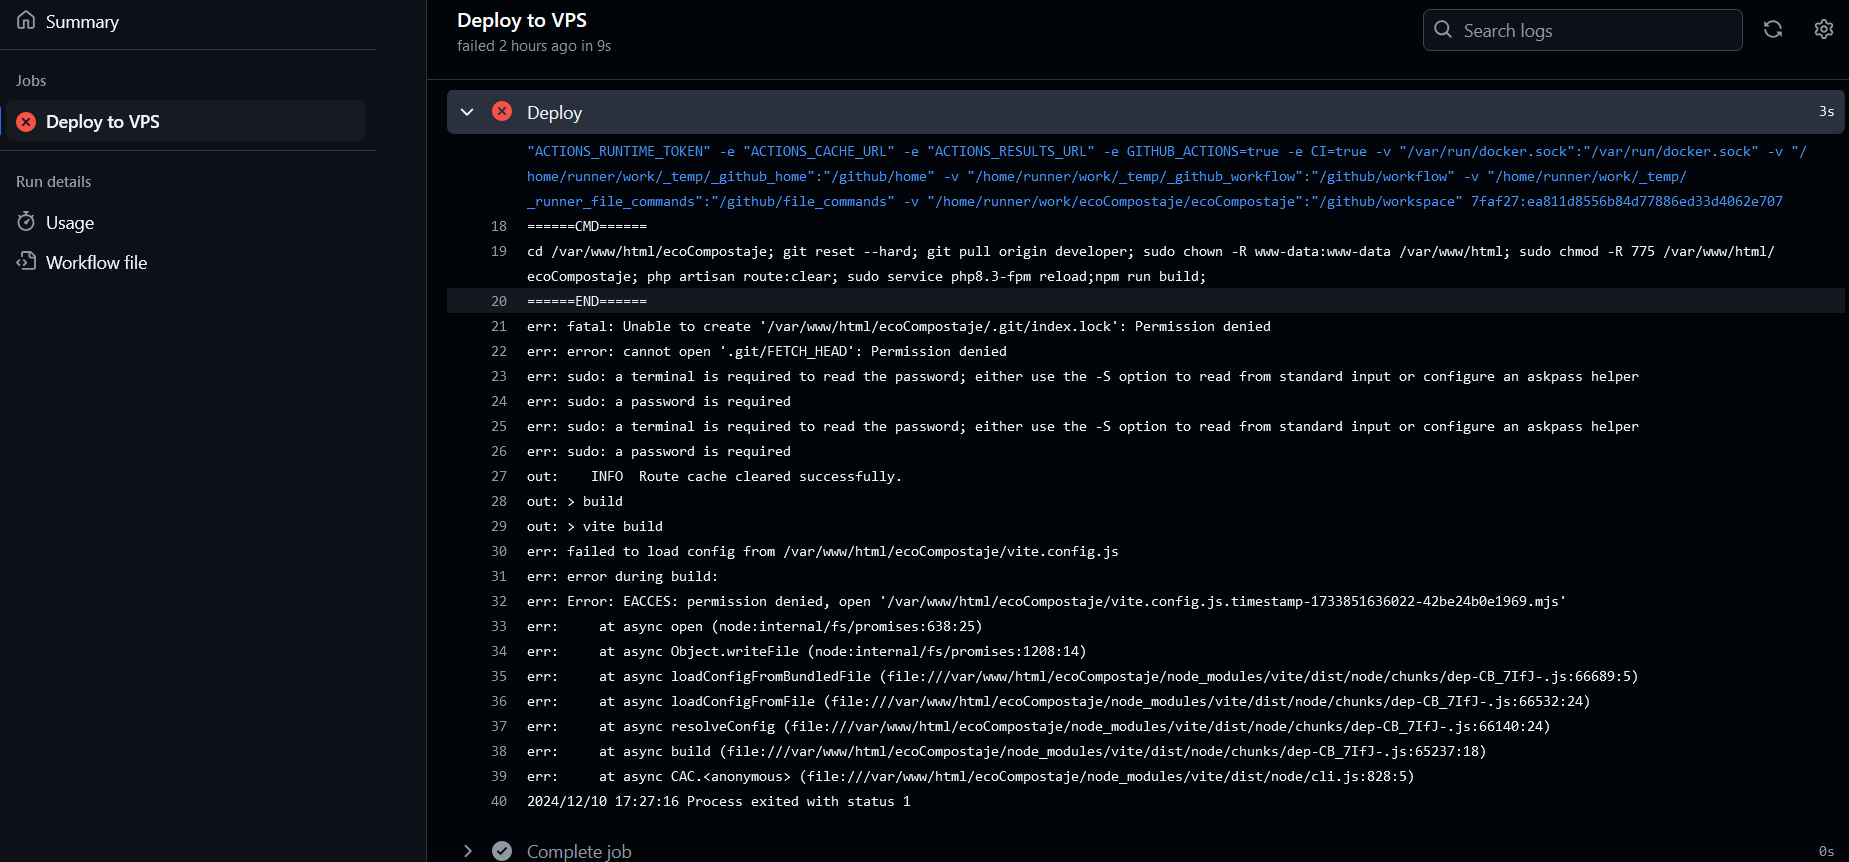 Summary
Jobs
Deploy to VPS
Run details
Usage
Workflow file
Deploy to VPS
failed 2 hours ago in 9s
Search logs
Deploy
3s
"ACTIONS_RUNTIME_TOKEN" -e "ACTIONS_CACHE_URL" -e "ACTIONS_RESULTS_URL" -e GITHUB_ACTIONS=true -e CI=true -v "/var/run/docker.sock":"/var/run/docker.sock" -v "/
home/runner/work/_temp/_github_home":"/github/home" -v "/home/runner/work/_temp/_github_workflow":"/github/workflow" -v "/home/runner/work/_temp/
_runner_file_commands":"/github/file_commands" -v "/home/runner/work/ecoCompostaje/ecoCompostaje":"/github/workspace" 7faf27:ea811d8556b84d77886ed33d4062e707
18 ======CMD======
19 cd /var/www/html/ecoCompostaje; git reset --hard; git pull origin developer; sudo chown -R www-data:www-data /var/www/html; sudo chmod -R 775 /var/www/html/
ecoCompostaje; php artisan route:clear; sudo service php8.3-fpm reload;npm run build;
20 ======END======
21 err: fatal: Unable to create '/var/www/html/ecoCompostaje/.git/index.lock': Permission denied
22 err: error: cannot open '.git/FETCH_HEAD': Permission denied
23 err: sudo: a terminal is required to read the password; either use the -S option to read from standard input or configure an askpass helper
24 err: sudo: a password is required
25 err: sudo: a terminal is required to read the password; either use the -S option to read from standard input or configure an askpass helper
26 err: sudo: a password is required
27 out:    INFO  Route cache cleared successfully.
28 out: > build
29 out: > vite build
30 err: failed to load config from /var/www/html/ecoCompostaje/vite.config.js
31 err: error during build:
32 err: Error: EACCES: permission denied, open '/var/www/html/ecoCompostaje/vite.config.js.timestamp-1733851636022-42be24b0e1969.mjs'
33 err:     at async open (node:internal/fs/promises:638:25)
34 err:     at async Object.writeFile (node:internal/fs/promises:1208:14)
35 err:     at async loadConfigFromBundledFile (file:///var/www/html/ecoCompostaje/node_modules/vite/dist/node/chunks/dep-CB_7IfJ-.js:66689:5)
36 err:     at async loadConfigFromFile (file:///var/www/html/ecoCompostaje/node_modules/vite/dist/node/chunks/dep-CB_7IfJ-.js:66532:24)
37 err:     at async resolveConfig (file:///var/www/html/ecoCompostaje/node_modules/vite/dist/node/chunks/dep-CB_7IfJ-.js:66140:24)
38 err:     at async build (file:///var/www/html/ecoCompostaje/node_modules/vite/dist/node/chunks/dep-CB_7IfJ-.js:65237:18)
39 err:     at async CAC.<anonymous> (file:///var/www/html/ecoCompostaje/node_modules/vite/dist/node/cli.js:828:5)
40 2024/12/10 17:27:16 Process exited with status 1
Complete job
0s